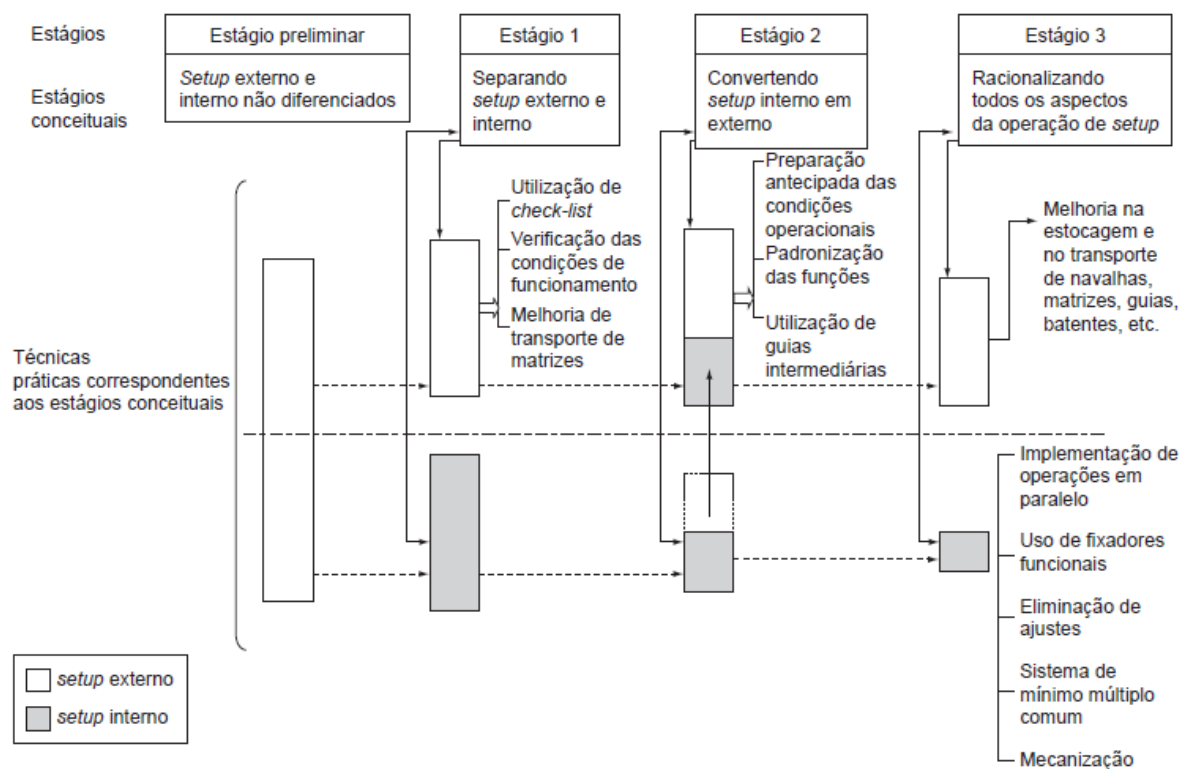 Estágios
Estágio preliminar
Estágio 1
Estágio 2
Estágio 3
Estágios
conceituais
Setup externo e
interno não diferenciados
Separando
setup externo e
interno
Convertendo
setup interno em
externo
Racionalizando
todos os aspectos
da operação de setup
Técnicas
práticas correspondentes
aos estágios conceituais
Utilização de
check-list
Verificação das
condições de
funcionamento
Melhoria de
transporte de
matrizes
Preparação
antecipada das
condições
operacionais
Padronização
das funções
Utilização de
guias
intermediárias
Melhoria na
estocagem e
no transporte
de navalhas,
matrizes, guias,
batentes, etc.
Implementação de
operações em
paralelo
Uso de fixadores
funcionais
Eliminação de
ajustes
Sistema de
mínimo múltiplo
comum
Mecanização
setup externo
setup interno